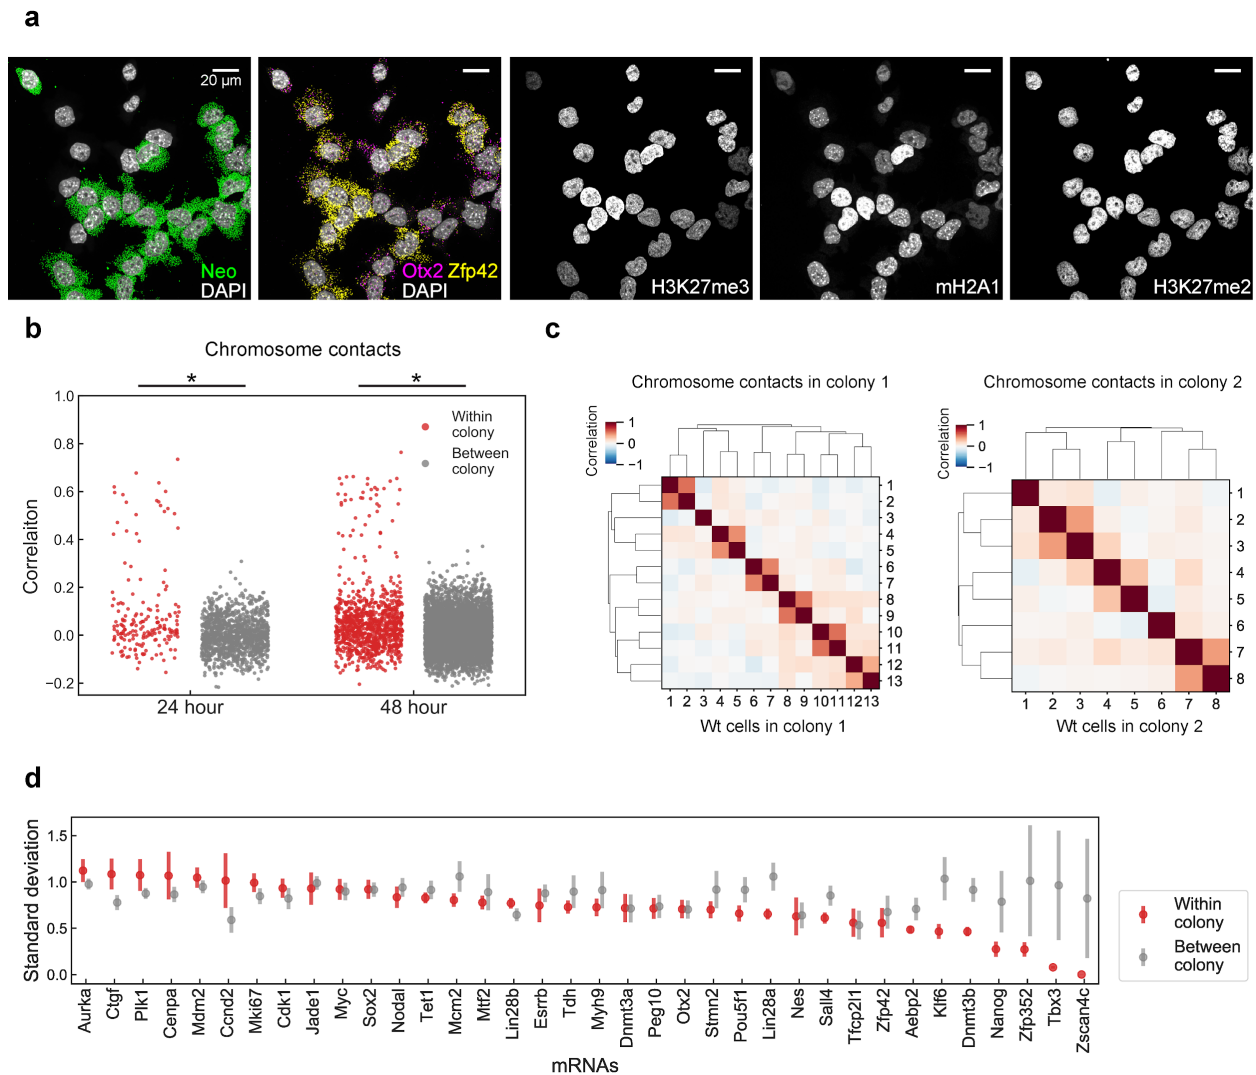 a
20 µm
Neo
DAPI
Otx2 Zfp42
DAPI
H3K27me3
mH2A1
H3K27me2
b
Chromosome contacts
*
*
Correlaiton
1.0
0.8
0.6
0.4
0.2
0.0
−0.2
Within
colony
Between
colony
24 hour
48 hour
c
Chromosome contacts in colony 1
Correlation
1
0
−1
1
2
3
4
5
6
7
8
9
10
11
12
13
1 2 3 4 5 6 7 8 9 10 11 12 13
Wt cells in colony 1
Chromosome contacts in colony 2
Correlation
1
0
−1
1
2
3
4
5
6
7
8
1 2 3 4 5 6 7 8
Wt cells in colony 2
d
Standard deviation
1.5
1.0
0.5
0.0
Aurka
Ctgf
Plk1
Cenpa
Mdm2
Ccnd2
Mki67
Cdk1
Jade1
Myc
Sox2
Nodal
Tet1
Mcm2
Mtf2
Lin28b
Esrrb
Tdh
Myh9
Dnmt3a
Peg10
Otx2
Stmn2
Pou5f1
Lin28a
Nes
Sall4
Tfcp2l1
Zfp42
Aebp2
Klf6
Dnmt3b
Nanog
Zfp352
Tbx3
Zscan4c
mRNAs
Within
colony
Between
colony